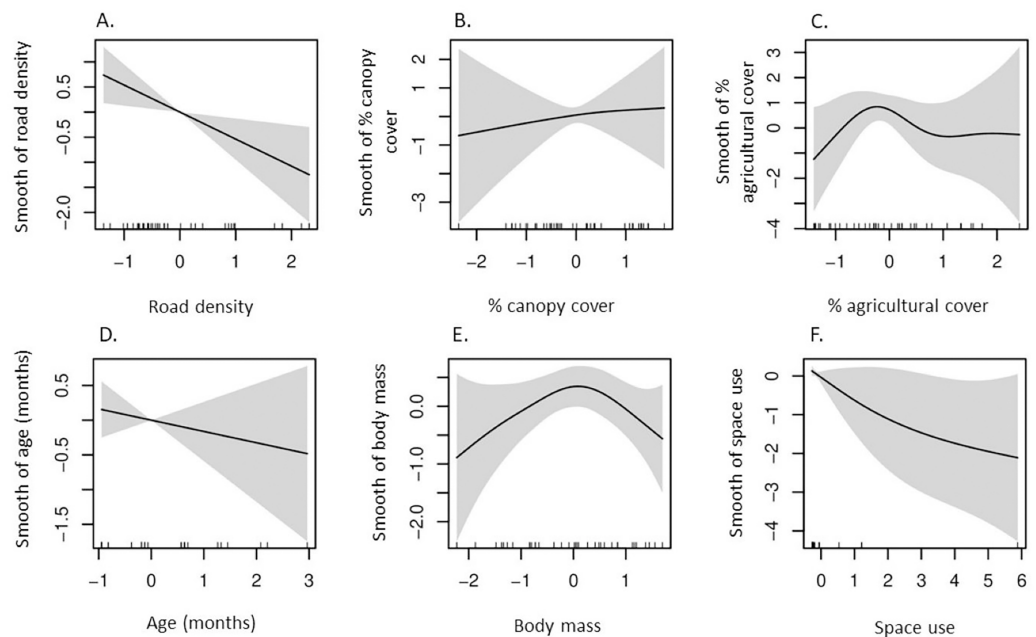 A.
Smooth of road density
0.5
−0.5
−2.0
−1 0 1 2
Road density
B.
Smooth of % canopy
cover
2
1
−1
−3
−2 −1 0 1
% canopy cover
C.
Smooth of %
agricultural cover
3
2
1
0
−2
−4
−1 0 1 2
% agricultural cover
D.
Smooth of age (months)
0.5
−0.5
−1.5
−1 0 1 2 3
Age (months)
E.
Smooth of body mass
0.0
−1.0
−2.0
−2 −1 0 1
Body mass
F.
Smooth of space use
0
−1
−2
−3
−4
0 1 2 3 4 5 6
Space use